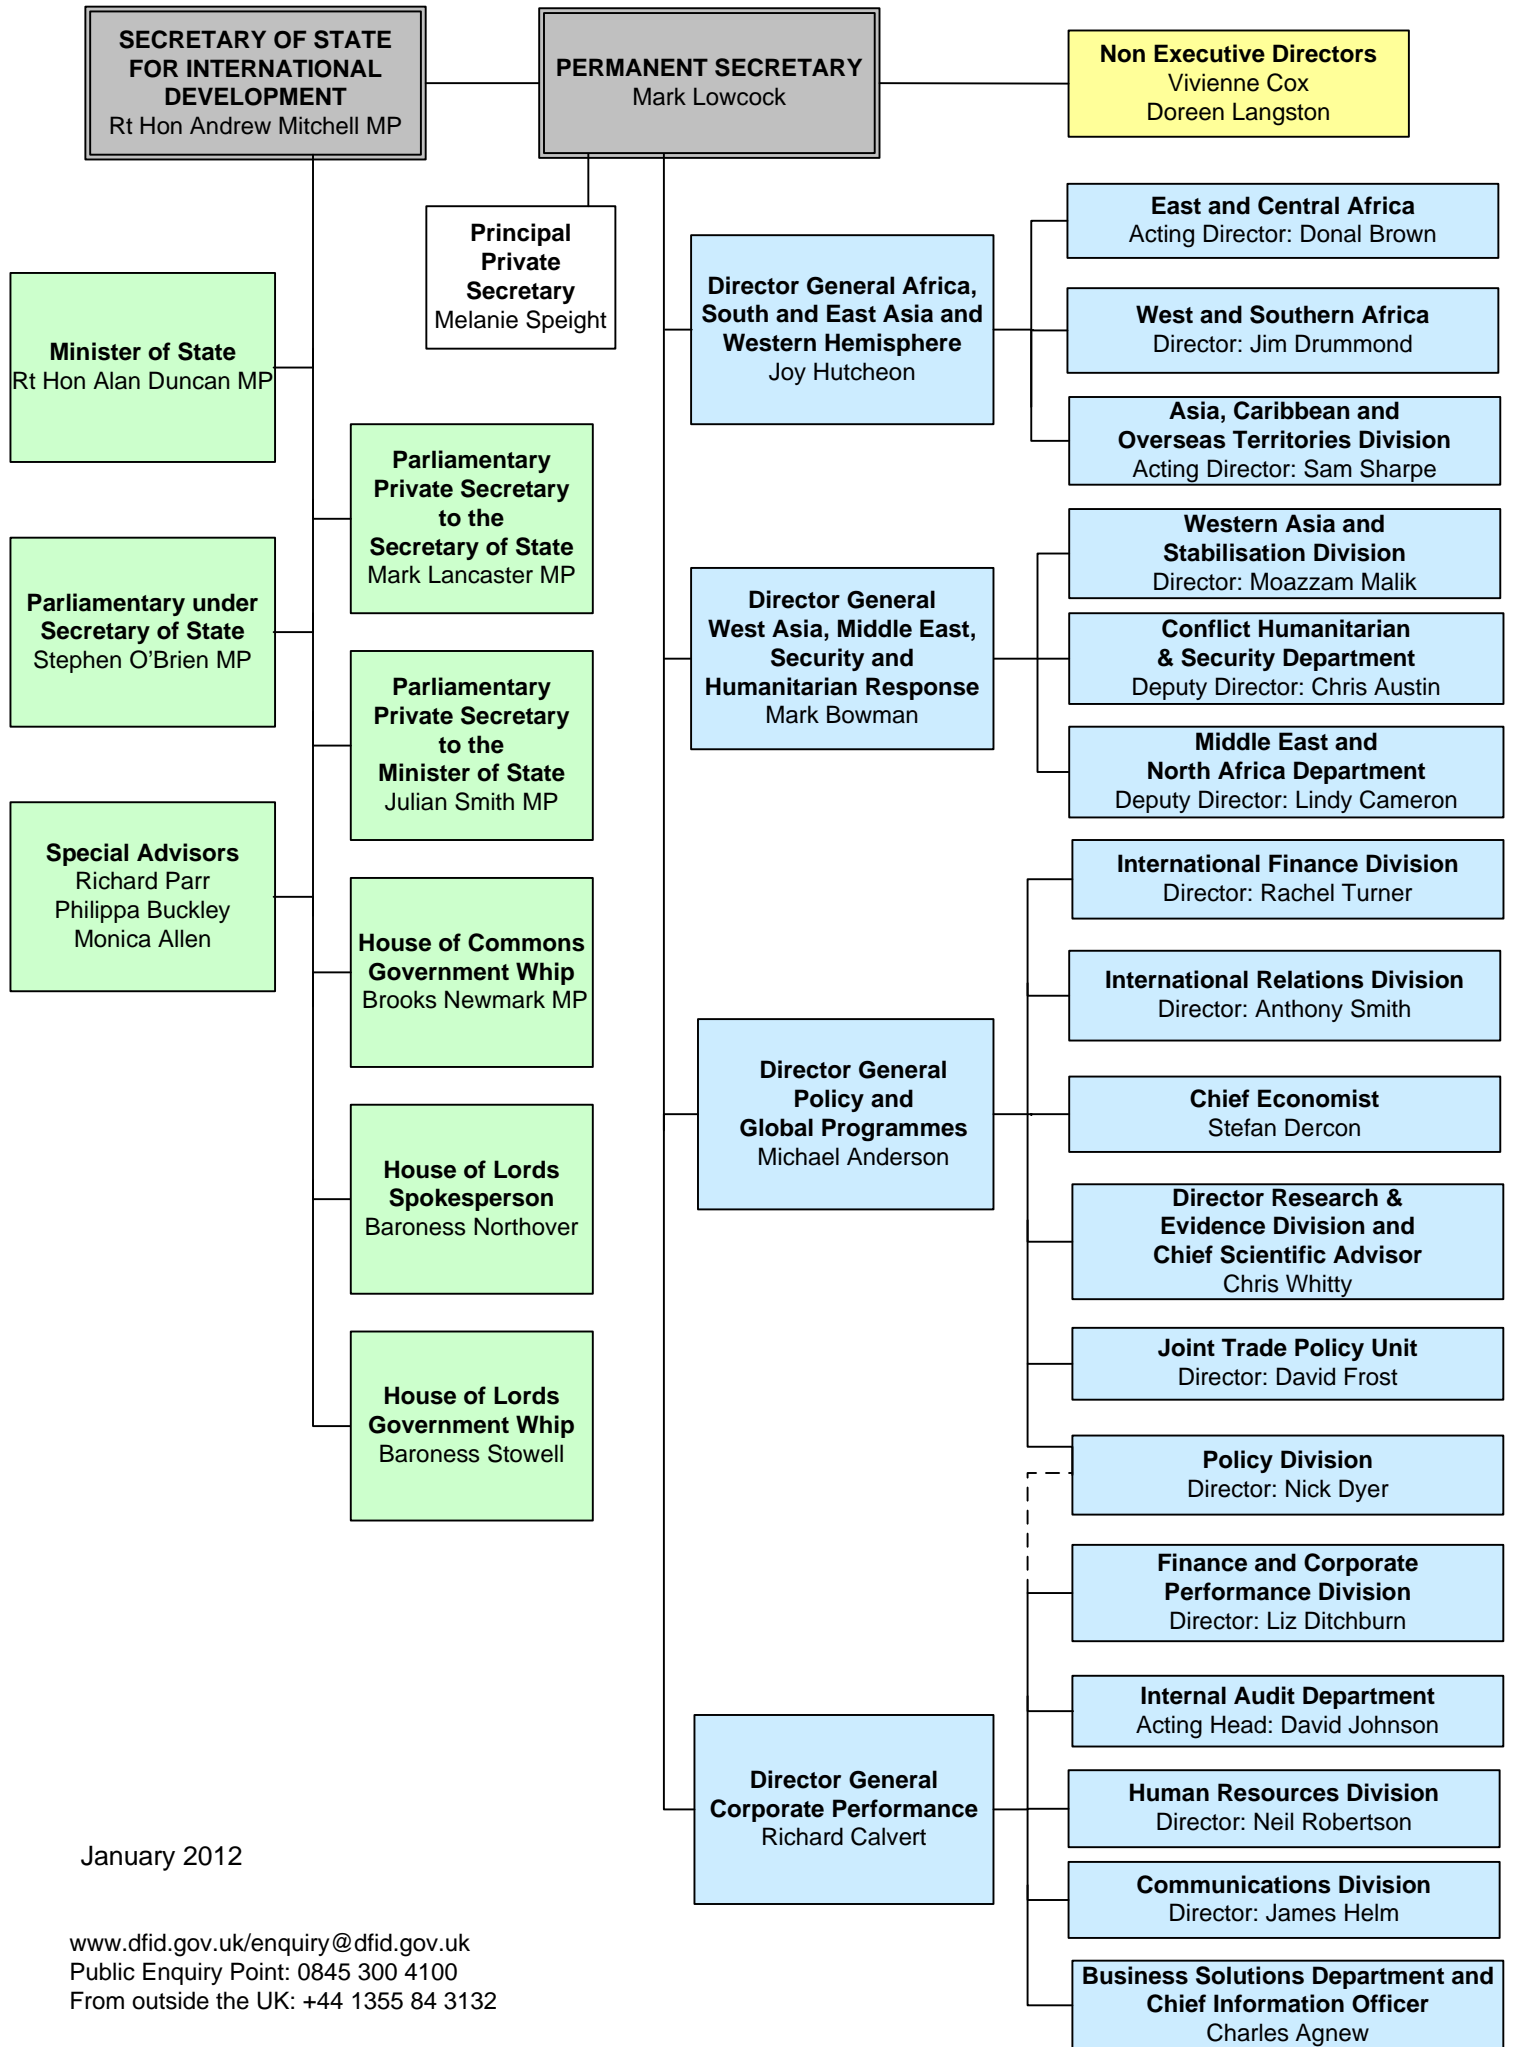 SECRETARY OF STATE
FOR INTERNATIONAL
DEVELOPMENT
Rt Hon Andrew Mitchell MP
PERMANENT SECRETARY
Mark Lowcock
Non Executive Directors
Vivienne Cox
Doreen Langston
Principal
Private
Secretary
Melanie Speight
Minister of State
Rt Hon Alan Duncan MP
Parliamentary under
Secretary of State
Stephen O’Brien MP
Special Advisors
Richard Parr
Philippa Buckley
Monica Allen
Parliamentary
Private Secretary
to the
Secretary of State
Mark Lancaster MP
Parliamentary
Private Secretary
to the
Minister of State
Julian Smith MP
House of Commons
Government Whip
Brooks Newmark MP
House of Lords
Spokesperson
Baroness Northover
House of Lords
Government Whip
Baroness Stowell
Director General Africa,
South and East Asia and
Western Hemisphere
Joy Hutcheon
East and Central Africa
Acting Director: Donal Brown
West and Southern Africa
Director: Jim Drummond
Asia, Caribbean and
Overseas Territories Division
Acting Director: Sam Sharpe
Director General
West Asia, Middle East,
Security and
Humanitarian Response
Mark Bowman
Western Asia and
Stabilisation Division
Director: Moazzam Malik
Conflict Humanitarian
& Security Department
Deputy Director: Chris Austin
Middle East and
North Africa Department
Deputy Director: Lindy Cameron
Director General
Policy and
Global Programmes
Michael Anderson
International Finance Division
Director: Rachel Turner
International Relations Division
Director: Anthony Smith
Chief Economist
Stefan Dercon
Director Research &
Evidence Division and
Chief Scientific Advisor
Chris Whitty
Joint Trade Policy Unit
Director: David Frost
Policy Division
Director: Nick Dyer
Director General
Corporate Performance
Richard Calvert
Finance and Corporate
Performance Division
Director: Liz Ditchburn
Internal Audit Department
Acting Head: David Johnson
Human Resources Division
Director: Neil Robertson
Communications Division
Director: James Helm
Business Solutions Department and
Chief Information Officer
Charles Agnew
January 2012
www.dfid.gov.uk/enquiry@dfid.gov.uk
Public Enquiry Point: 0845 300 4100
From outside the UK: +44 1355 84 3132